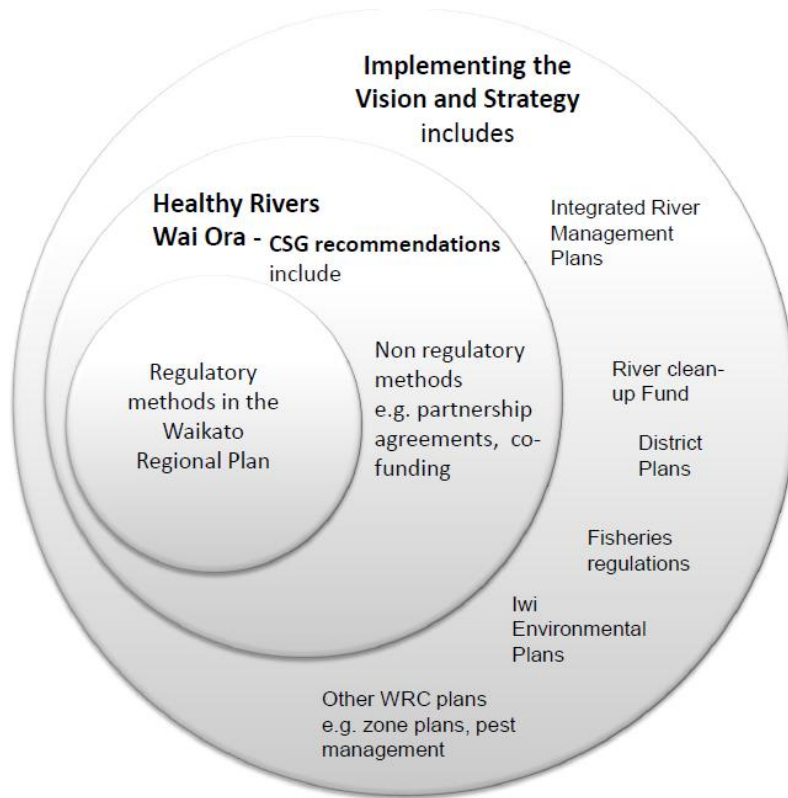 Implementing the
Vision and Strategy
includes
Healthy Rivers
Wai Ora - CSG recommendations
include
Regulatory
methods in the
Waikato
Regional Plan
Non regulatory
methods
e.g. partnership
agreements, co-
funding
Integrated River
Management
Plans
River clean-
up Fund
District
Plans
Fisheries
regulations
Iwi
Environmental
Plans
Other WRC plans
e.g. zone plans, pest
management